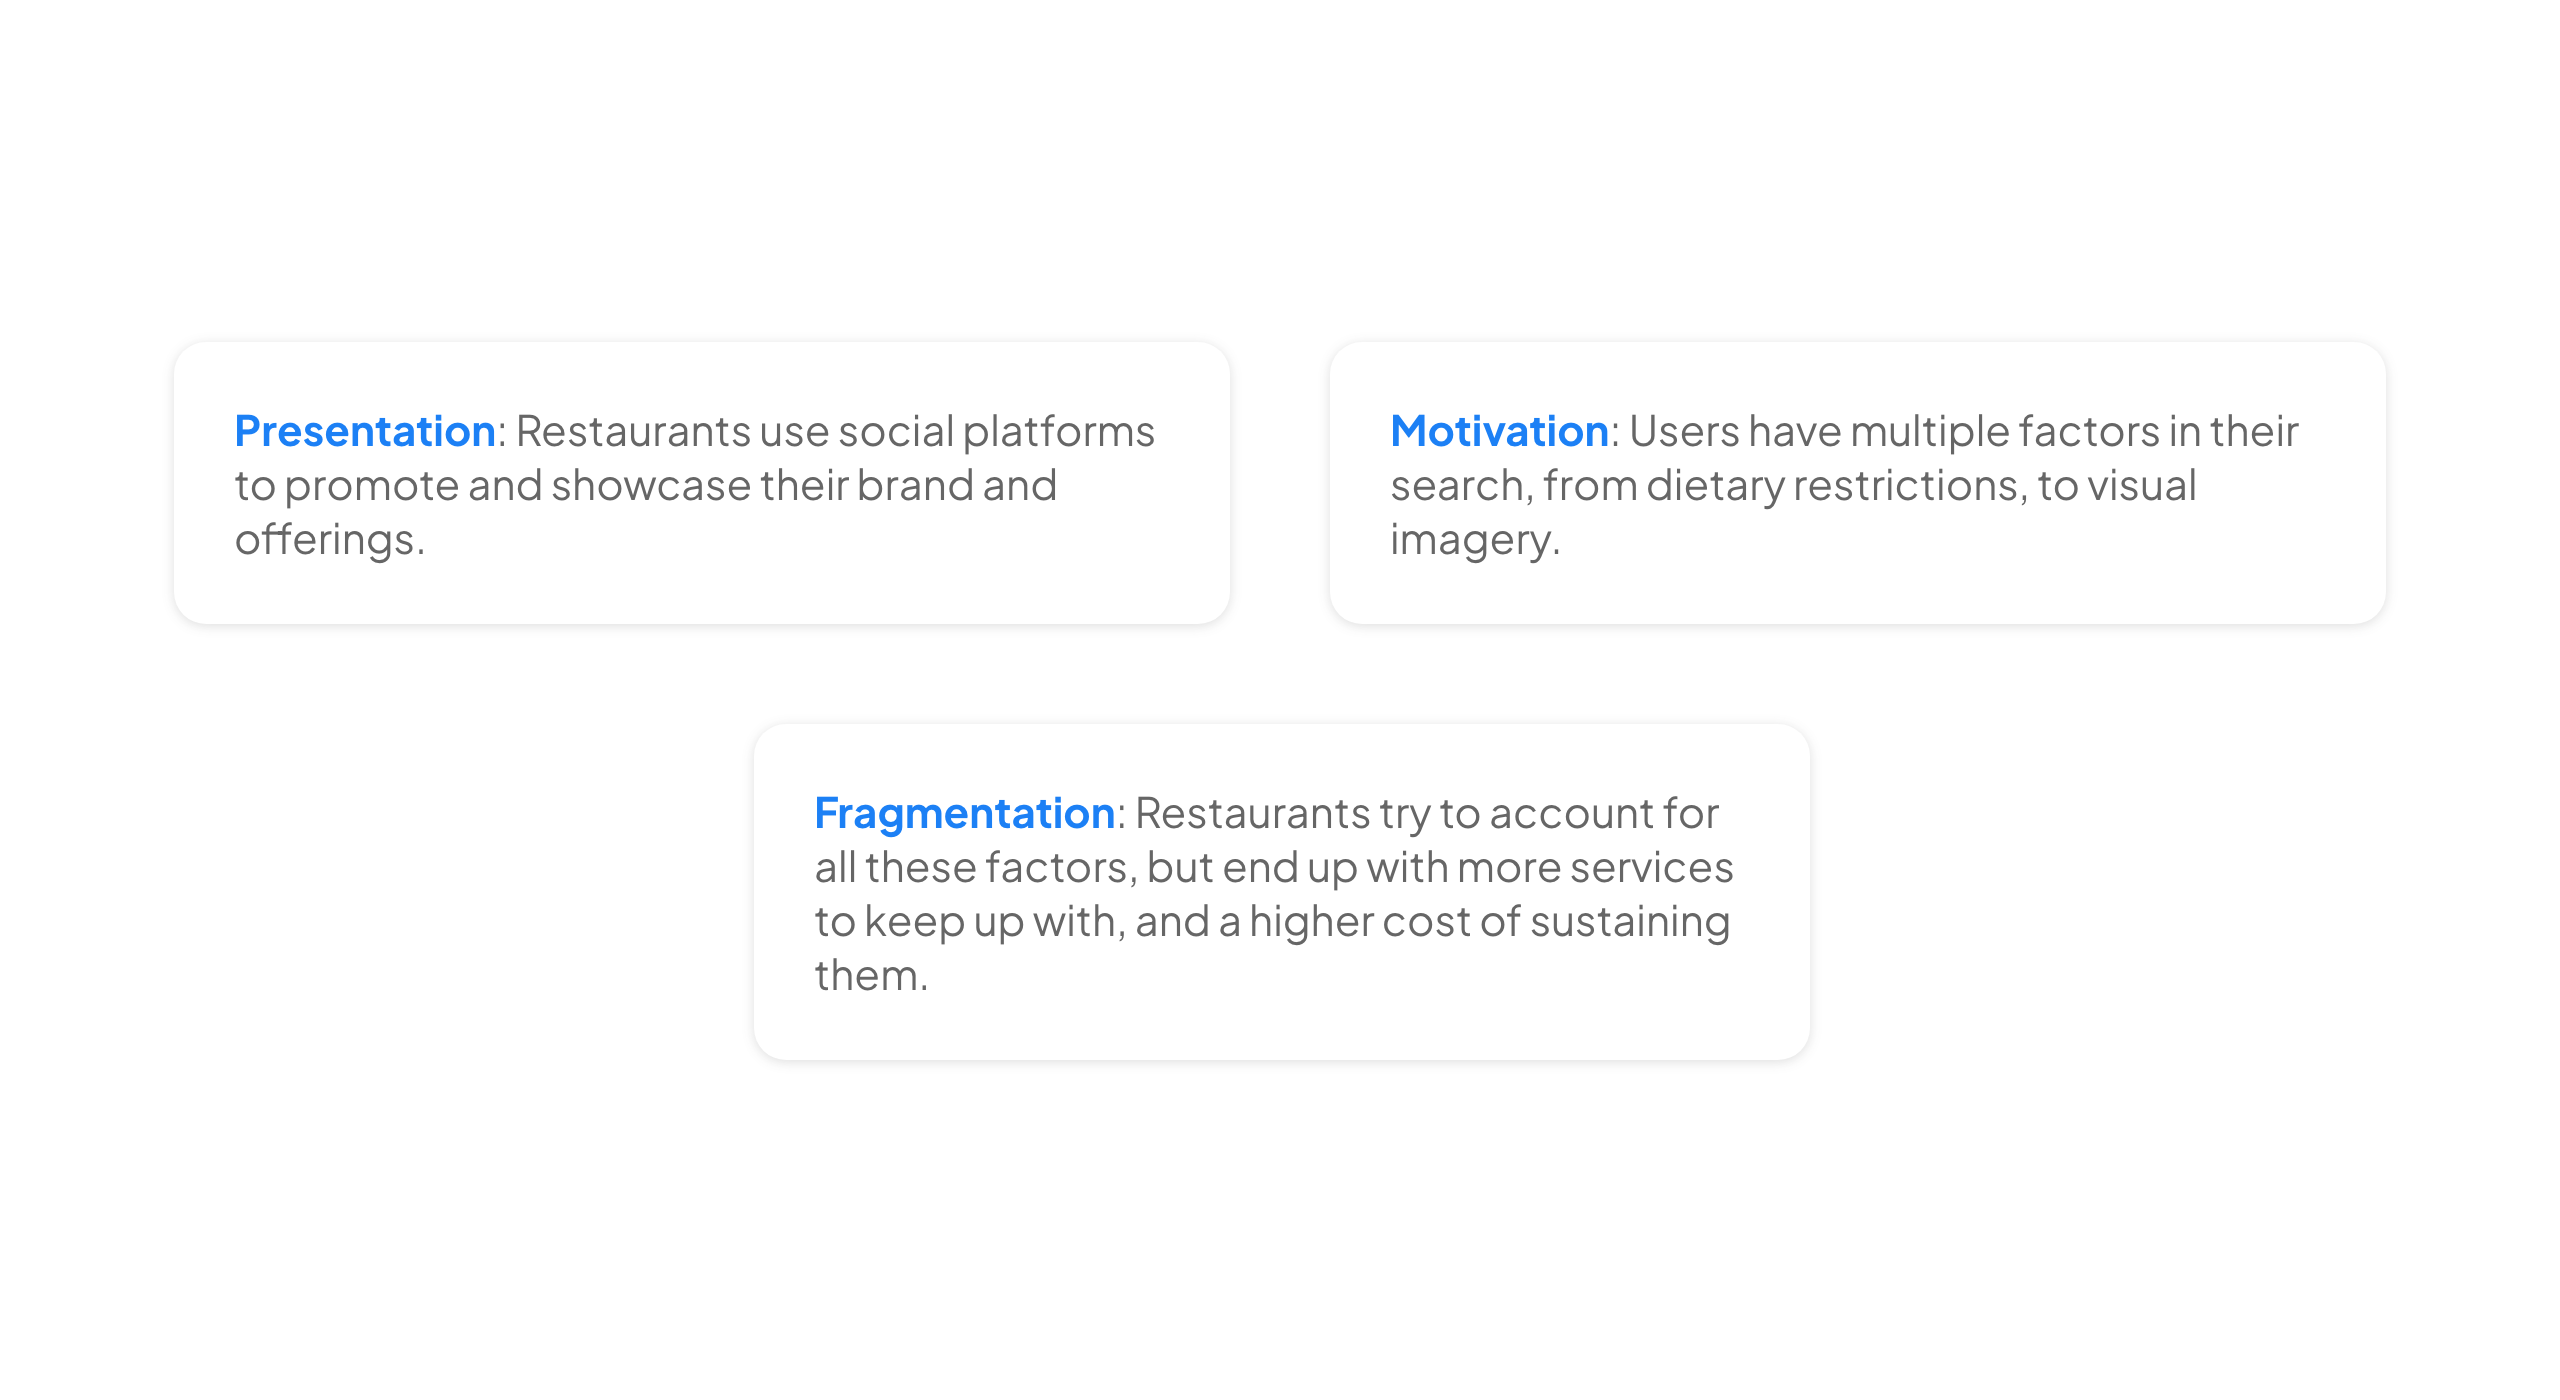 Presentation: Restaurants use social platforms
to promote and showcase their brand and
offerings.
Motivation: Users have multiple factors in their
search, from dietary restrictions, to visual
imagery.
Fragmentation: Restaurants try to account for
all these factors, but end up with more services
to keep up with, and a higher cost of sustaining
them.